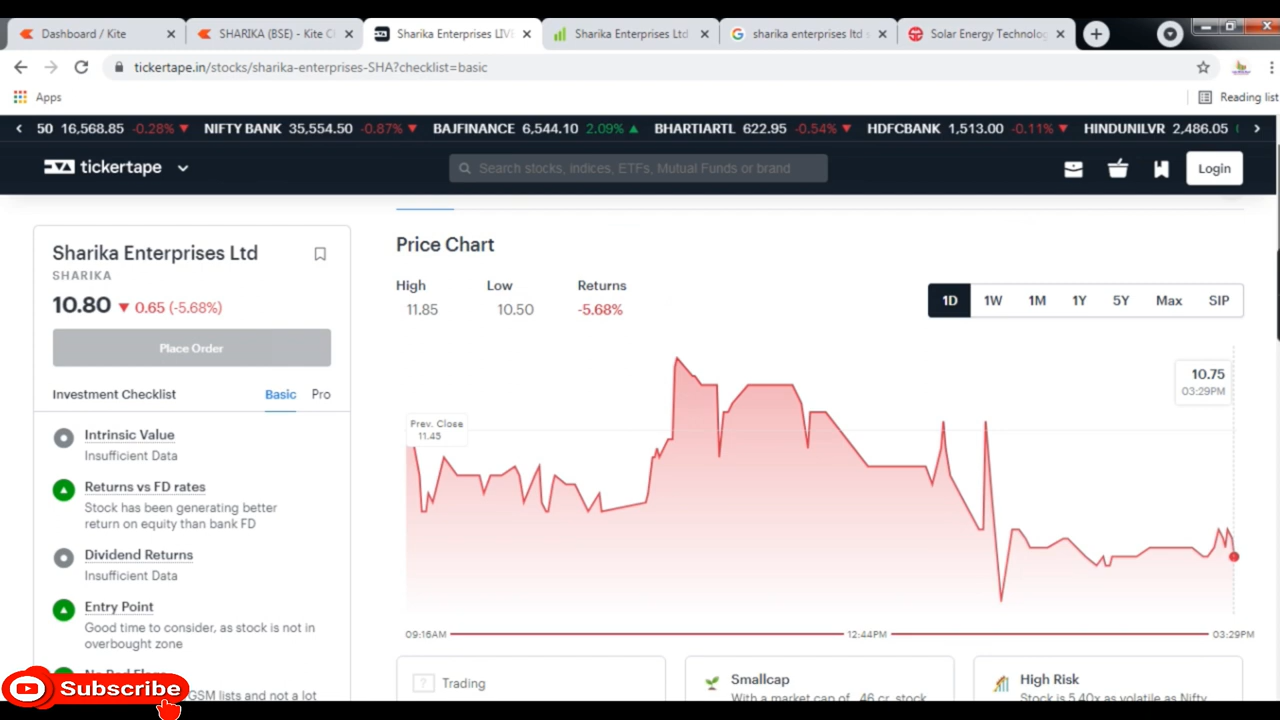 Dashboard / Kite
SHARIKA (BSE) - Kite C
Sharika Enterprises LIV
Sharika Enterprises Ltd
sharika enterprises ltd
Solar Energy Technolog
tickertape.in/stocks/sharika-enterprises-SHA?checklist=basic
Apps
Reading list
50 16,568.85 -0.28% NIFTY BANK 35,554.50 -0.87% BAJFINANCE 6,544.10 2.09% BHARTIARTL 622.95 -0.54% HDFCBANK 1,513.00 -0.11% HINDUNILVR 2,486.05
tickertape
Search stocks, indices, ETFs, Mutual Funds or brand
Login
Sharika Enterprises Ltd
SHARIKA
10.80 0.65 (-5.68%)
Place Order
Investment Checklist Basic Pro
Intrinsic Value
Insufficient Data
Returns vs FD rates
Stock has been generating better
return on equity than bank FD
Dividend Returns
Insufficient Data
Entry Point
Good time to consider, as stock is not in
overbought zone
GSM lists and not a lot
Subscribe
Price Chart
High Low Returns
11.85 10.50 -5.68%
1D 1W 1M 1Y 5Y Max SIP
10.75
03:29PM
Prev. Close
11.45
09:16AM 12:44PM 03:29PM
Trading
Smallcap
With a market cap of 46 cr, stock
High Risk
Stock is 5.40x as volatile as Nifty